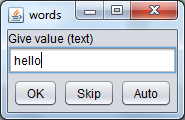 words
Give value (text)
hello
OK Skip Auto